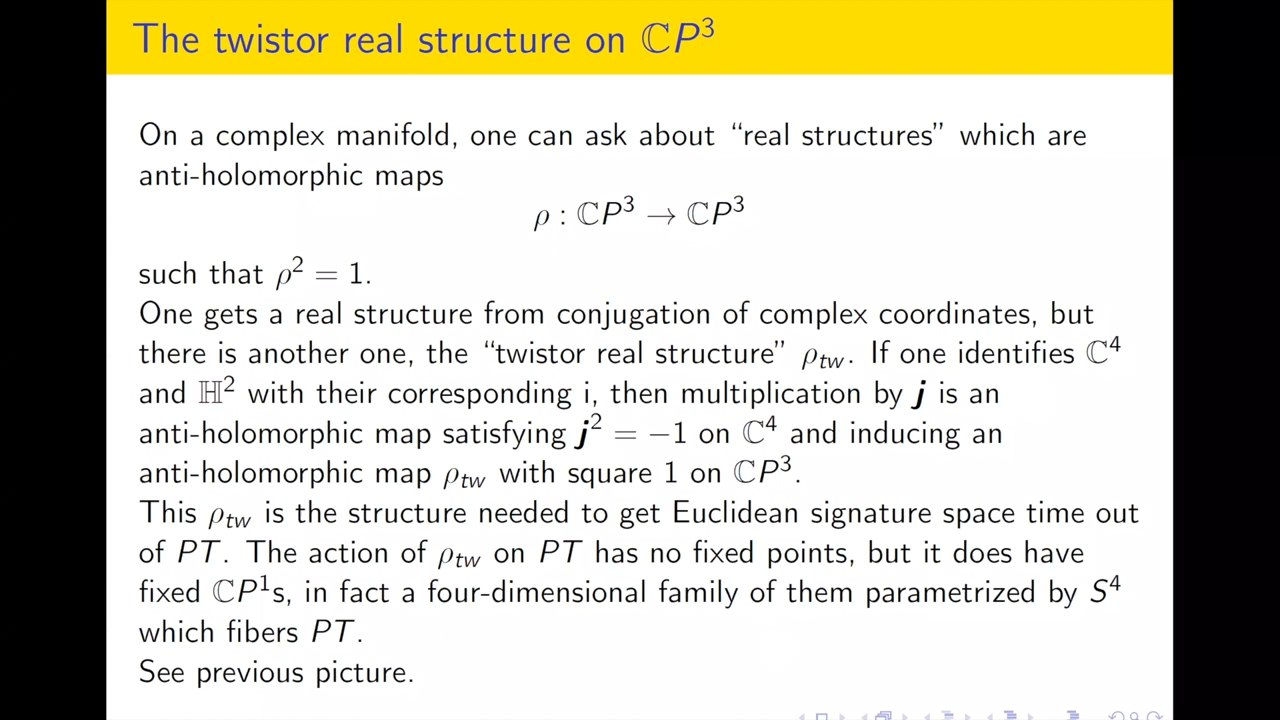 The twistor real structure on ℂP³
On a complex manifold, one can ask about “real structures” which are
anti-holomorphic maps
ρ : ℂP³ → ℂP³
such that ρ² = 1.
One gets a real structure from conjugation of complex coordinates, but
there is another one, the “twistor real structure” ρ_tw. If one identifies ℂ⁴
and ℍ² with their corresponding i, then multiplication by j is an
anti-holomorphic map satisfying j² = −1 on ℂ⁴ and inducing an
anti-holomorphic map ρ_tw with square 1 on ℂP³.
This ρ_tw is the structure needed to get Euclidean signature space time out
of PT. The action of ρ_tw on PT has no fixed points, but it does have
fixed ℂP¹s, in fact a four-dimensional family of them parametrized by S⁴
which fibers PT.
See previous picture.